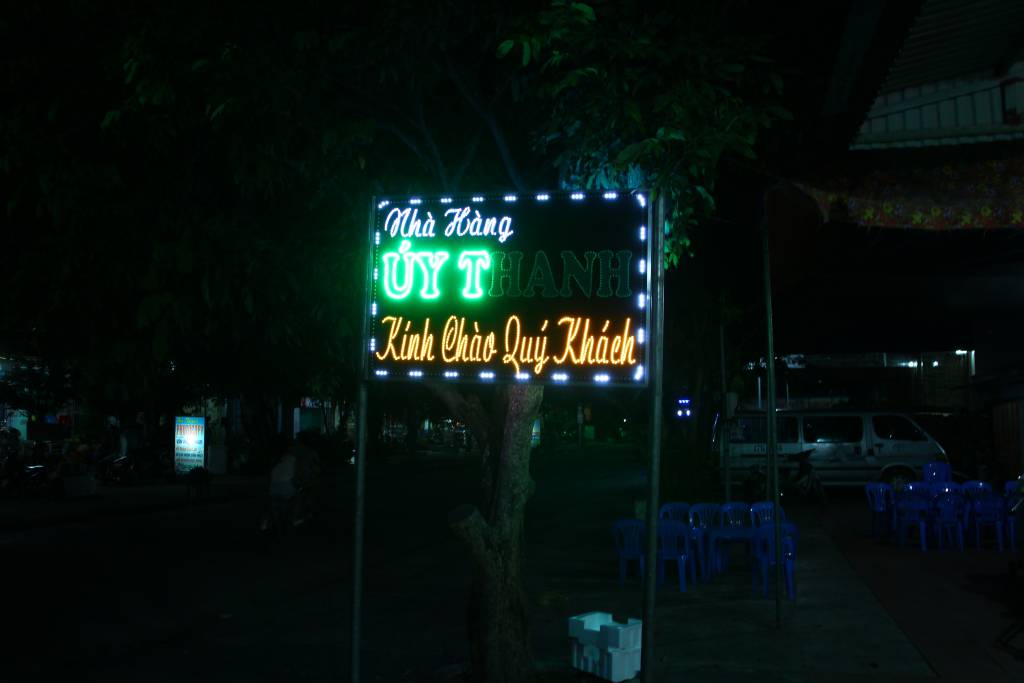 Nhà Hàng
ÚY THANH
Kính Chào Quý Khách